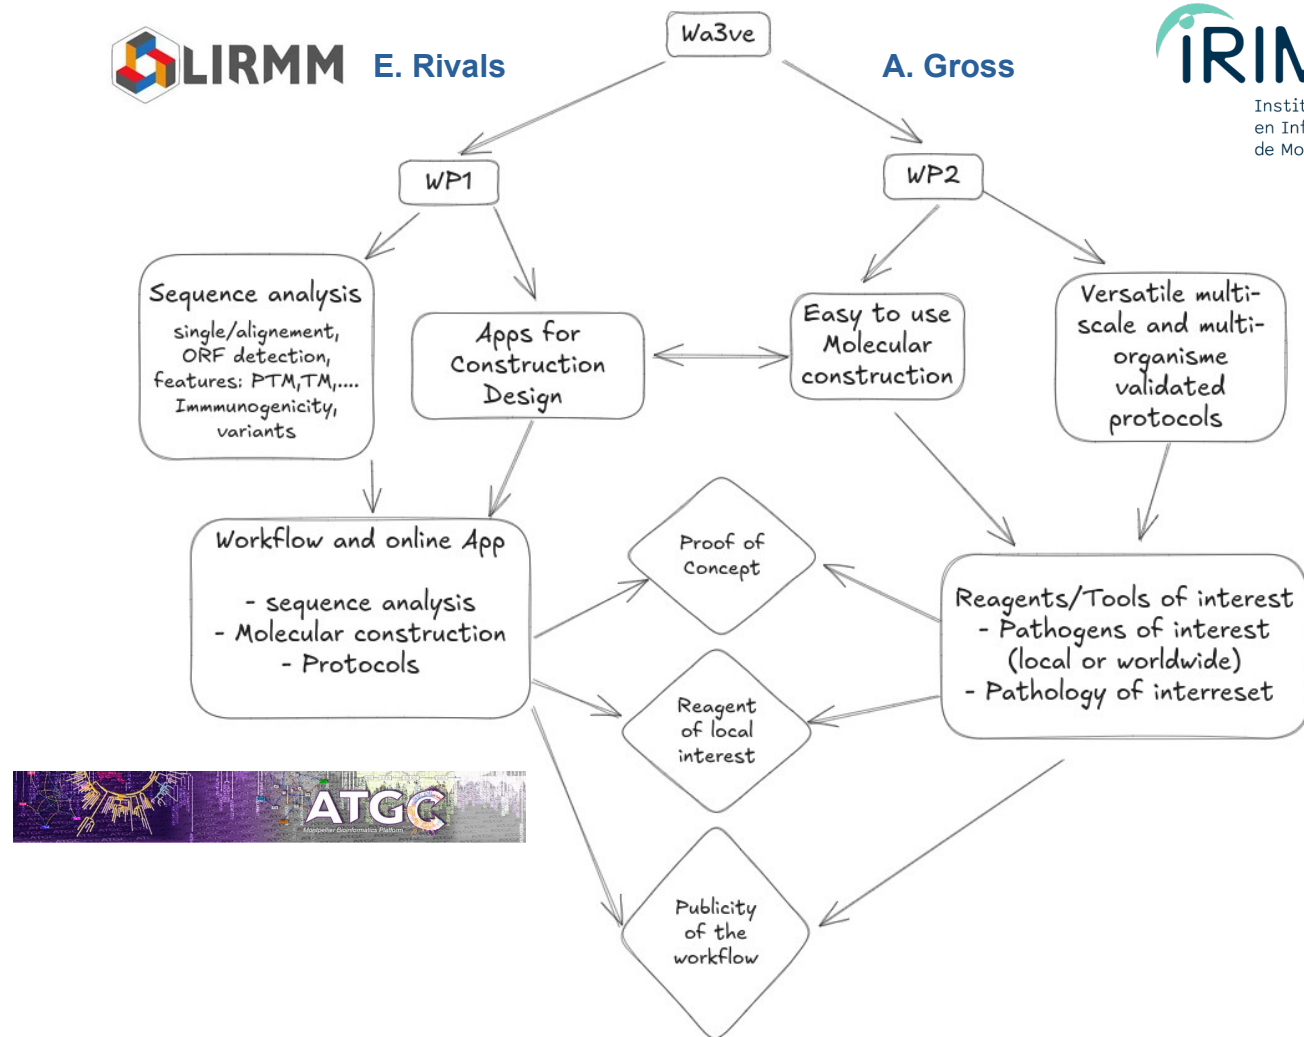 Wa3ve
LIRMM
E. Rivals
A. Gross
Instit
en Inf
de Mo
WP1
WP2
Sequence analysis
single/alignement,
ORF detection,
features: PTM,TM,....
Immmunogenicity,
variants
Apps for
Construction
Design
Easy to use
Molecular
construction
Versatile multi-
scale and multi-
organisme
validated
protocols
Workflow and online App
- sequence analysis
- Molecular construction
- Protocols
Proof of
Concept
Reagents/Tools of interest
- Pathogens of interest
(local or worldwide)
- Pathology of interreset
Reagent
of local
interest
ATGC
Montpellier Bioinformatics Platform
Publicity
of the
workflow